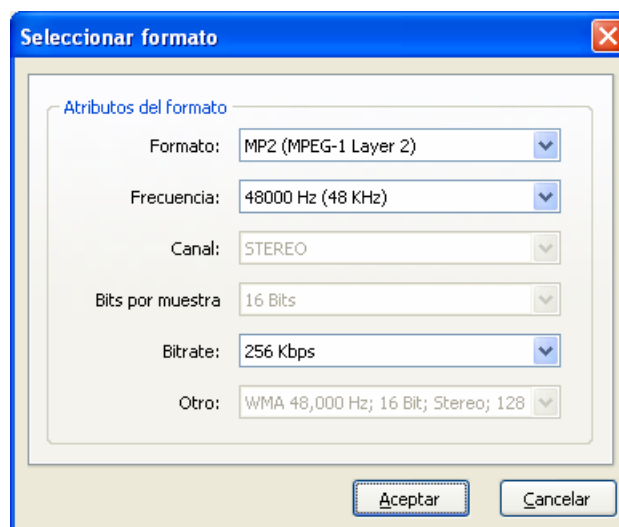 Seleccionar formato
Atributos del formato
Formato: MP2 (MPEG-1 Layer 2)
Frecuencia: 48000 Hz (48 KHz)
Canal: STEREO
Bits por muestra 16 Bits
Bitrate: 256 Kbps
Otro: WMA 48,000 Hz; 16 Bit; Stereo; 128
Aceptar Cancelar